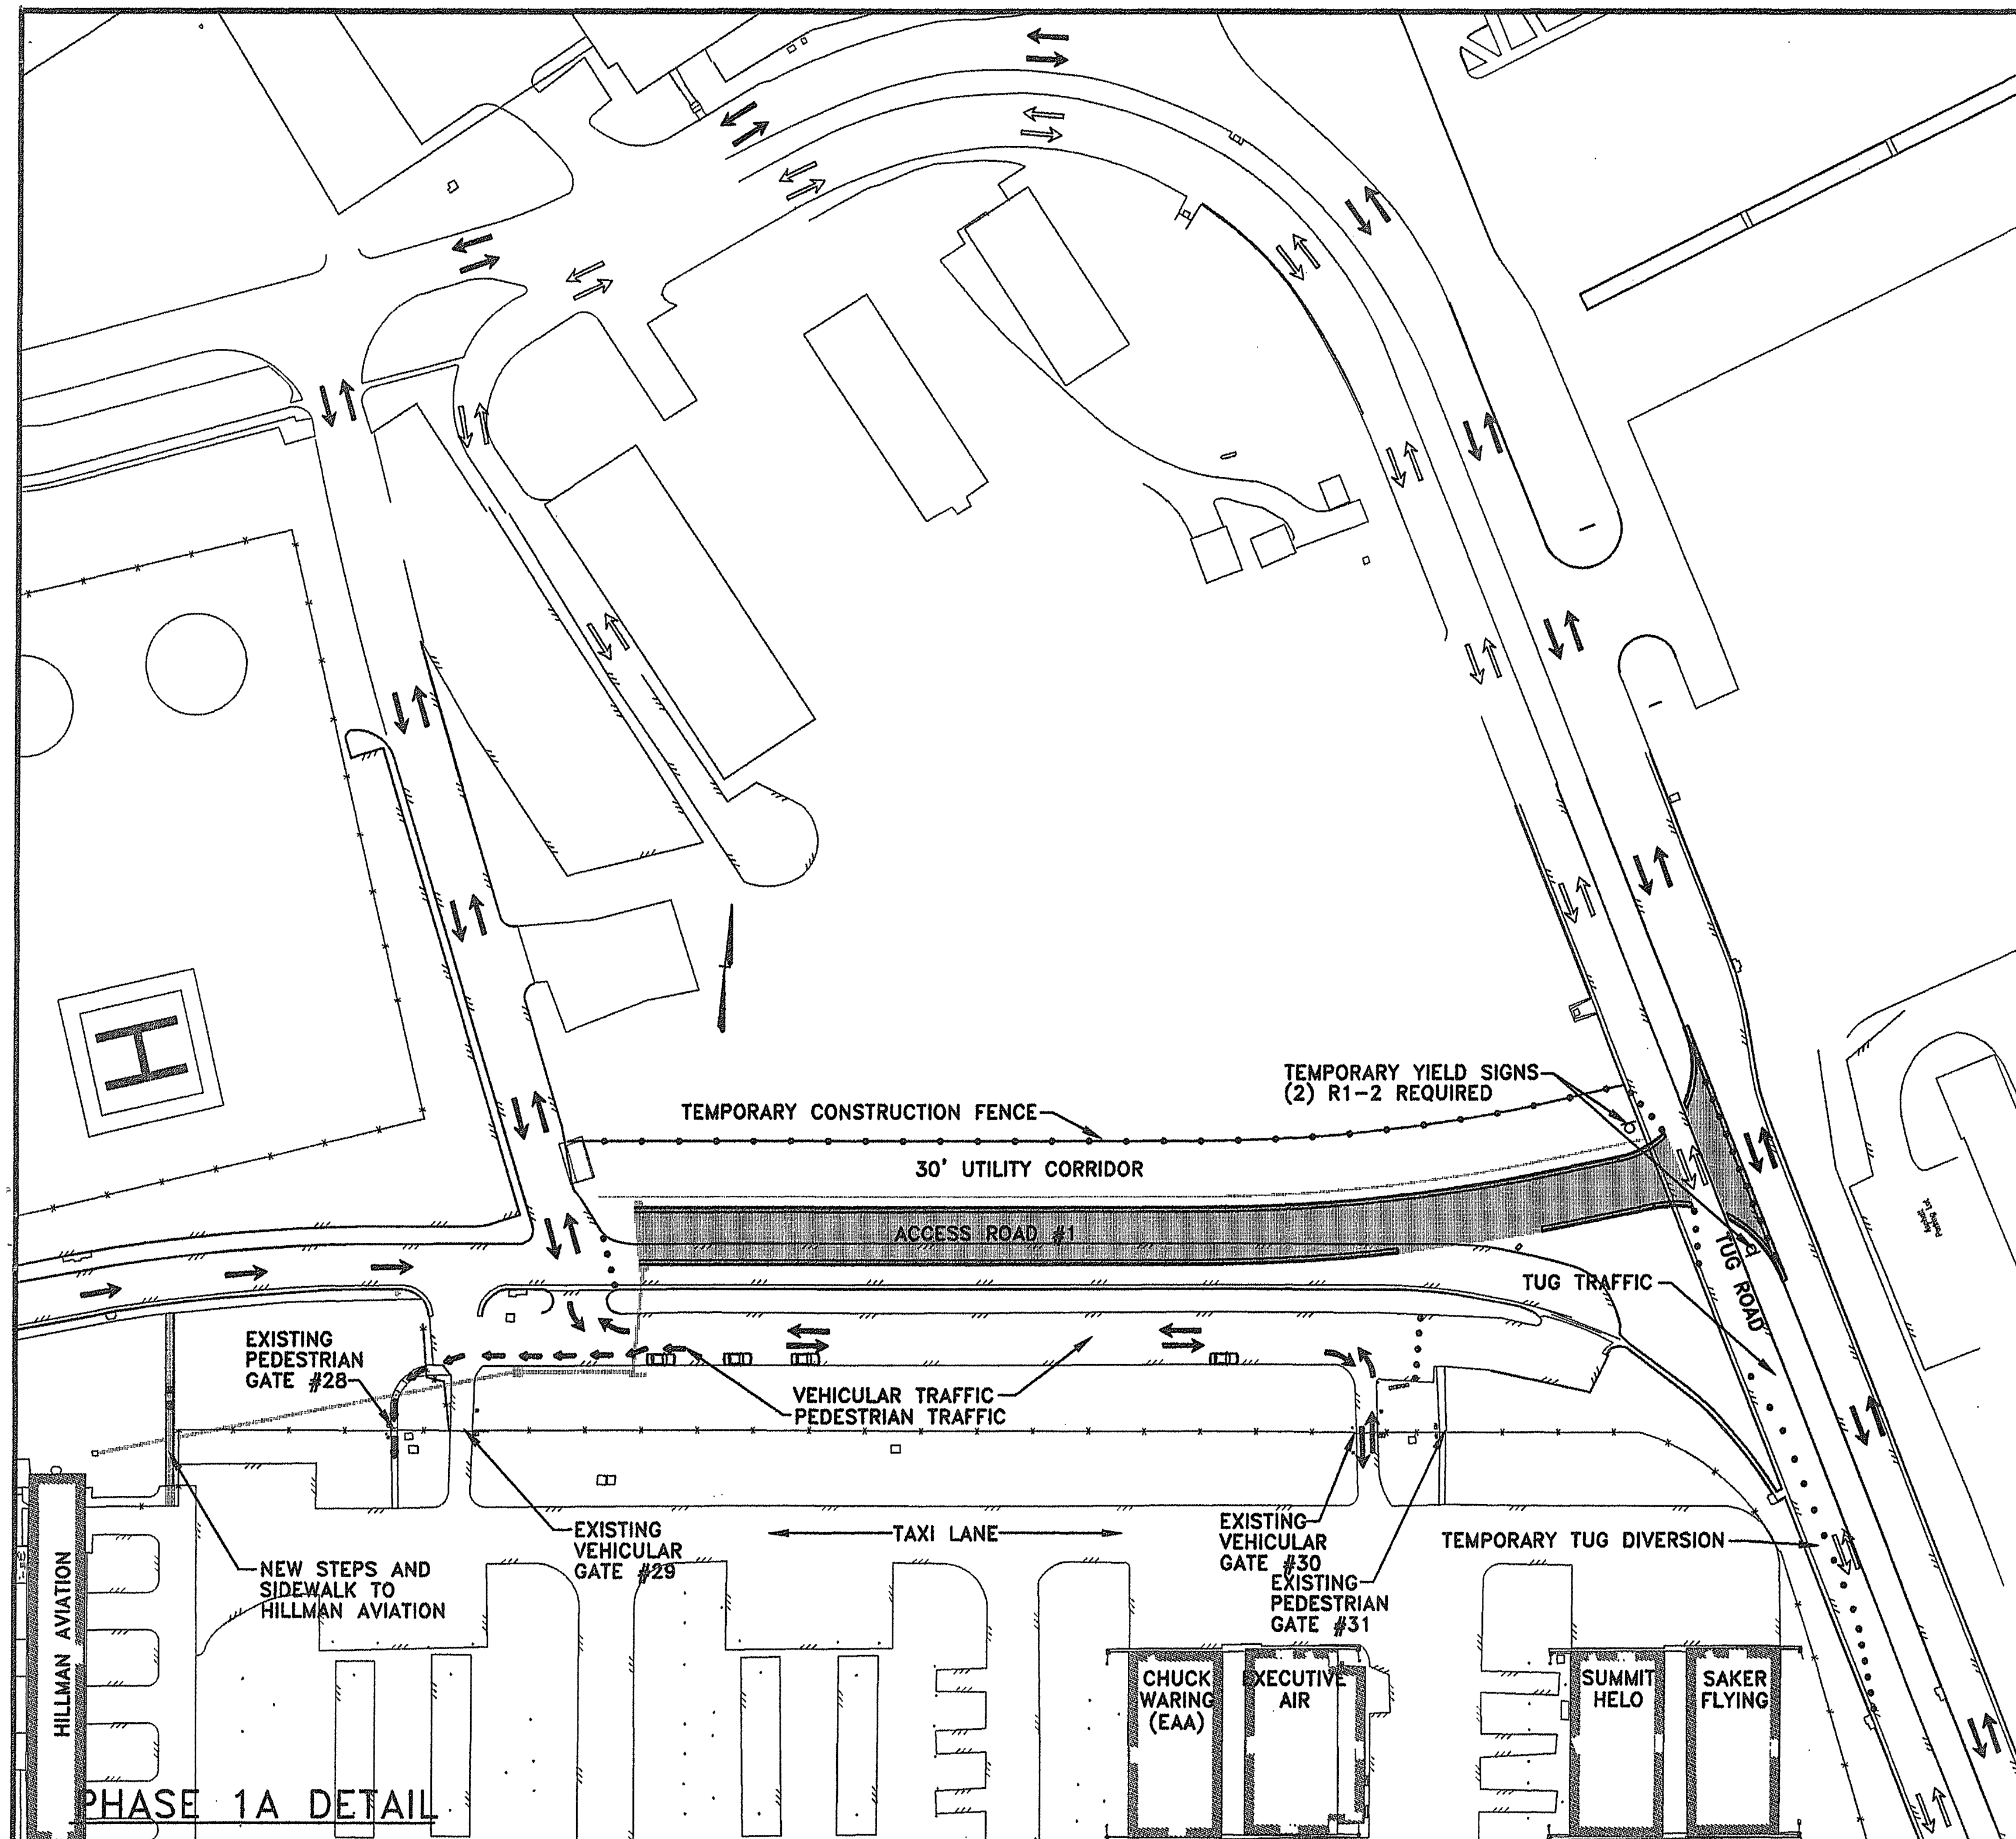 TEMPORARY YIELD SIGNS
(2) R1-2 REQUIRED
TEMPORARY CONSTRUCTION FENCE
30' UTILITY CORRIDOR
ACCESS ROAD #1
TUG ROAD
TUG TRAFFIC
Asphalt
Parking Lot
EXISTING
PEDESTRIAN
GATE #28
VEHICULAR TRAFFIC
PEDESTRIAN TRAFFIC
H
EXISTING
VEHICULAR
GATE #29
TAXI LANE
EXISTING
VEHICULAR
GATE #30
EXISTING
PEDESTRIAN
GATE #31
TEMPORARY TUG DIVERSION
NEW STEPS AND
SIDEWALK TO
HILLMAN AVIATION
HILLMAN AVIATION
CHUCK
WARING
(EAA)
EXECUTIVE
AIR
SUMMIT
HELO
SAKER
FLYING
PHASE 1A DETAIL